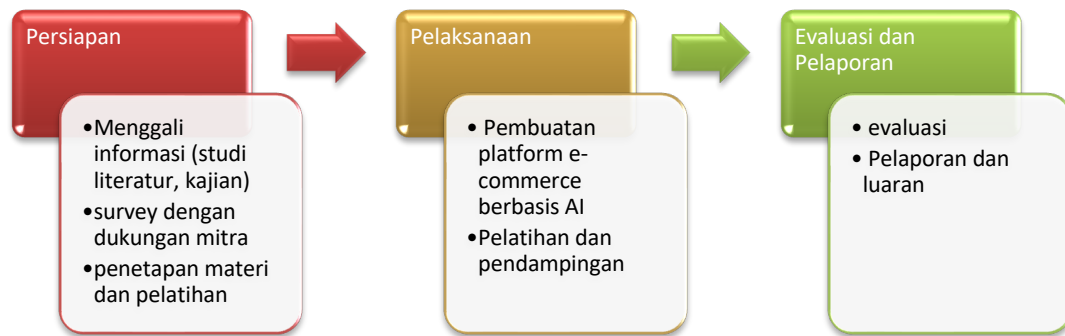 Persiapan
•Menggali
informasi (studi
literatur, kajian)
•survey dengan
dukungan mitra
•penetapan materi
dan pelatihan
Pelaksanaan
• Pembuatan
platform e-
commerce
berbasis AI
•Pelatihan dan
pendampingan
Evaluasi dan
Pelaporan
• evaluasi
• Pelaporan dan
luaran